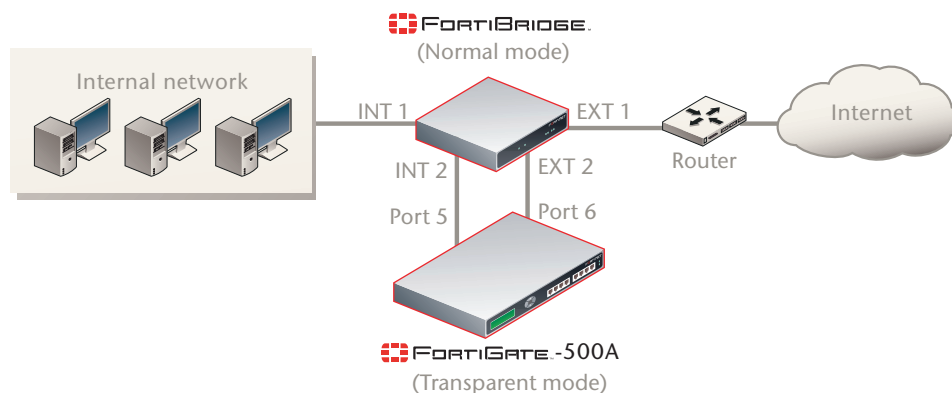 FORTIBRIDGE
(Normal mode)
Internal network
INT 1
EXT 1
Internet
Router
INT 2
EXT 2
Port 5
Port 6
FORTIGATE -500A
(Transparent mode)